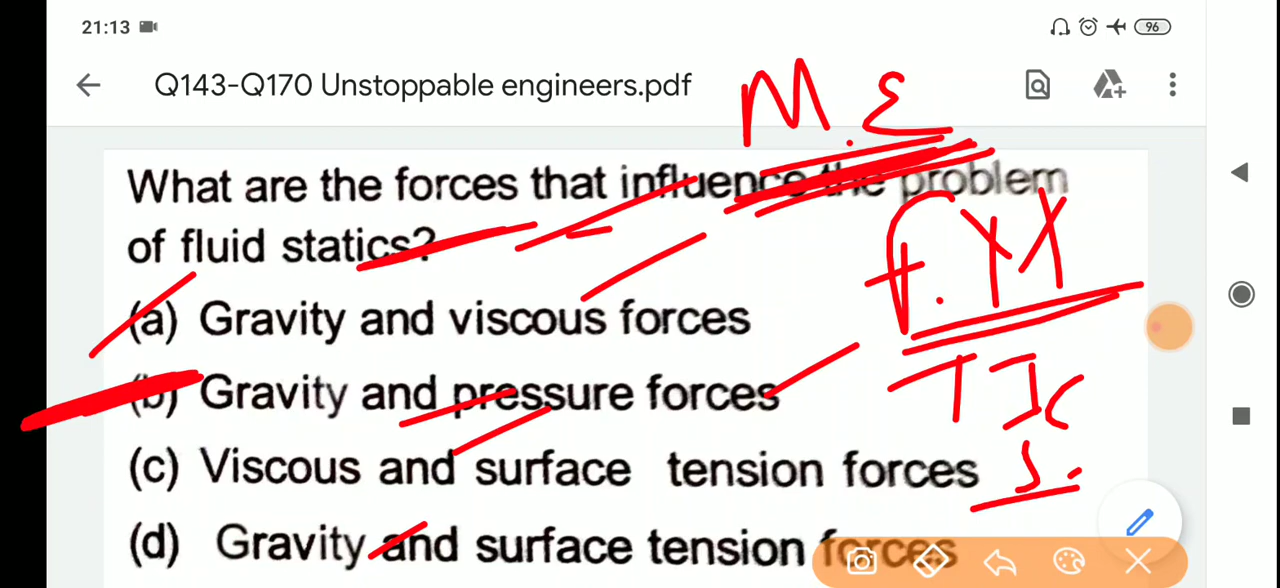 21:13 96
Q143-Q170 Unstoppable engineers.pdf
M.E
What are the forces that influence the problem
of fluid statics?
f.
(a) Gravity and viscous forces
(b) Gravity and pressure forces
(c) Viscous and surface tension forces
(d) Gravity and surface tension forces